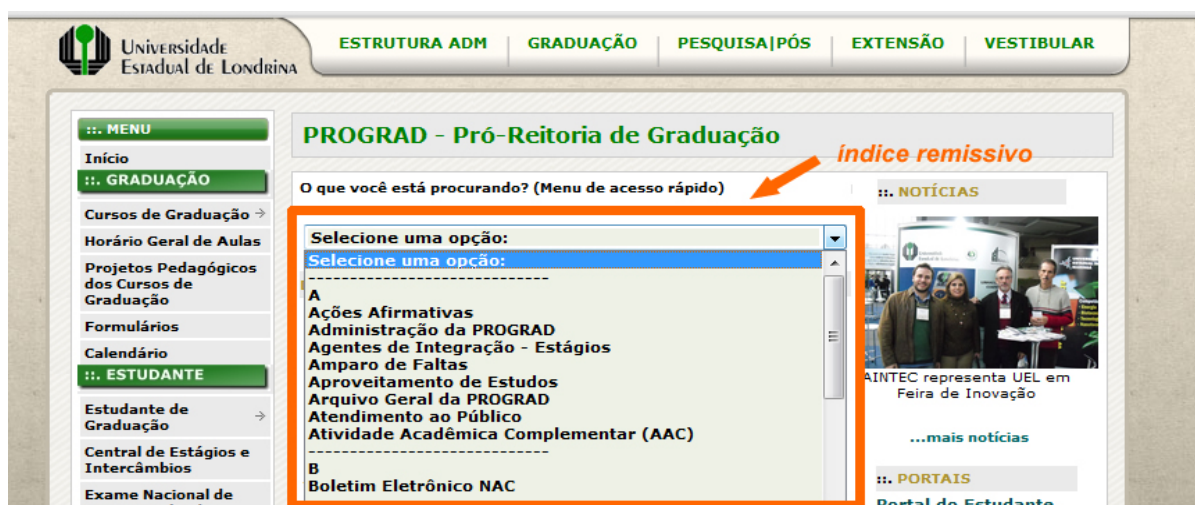 Universidade
Estadual de Londrina
ESTRUTURA ADM
GRADUAÇÃO
PESQUISA|PÓS
EXTENSÃO
VESTIBULAR
::. MENU
Início
::. GRADUAÇÃO
Cursos de Graduação
Horário Geral de Aulas
Projetos Pedagógicos
dos Cursos de
Graduação
Formulários
Calendário
::. ESTUDANTE
Estudante de
Graduação
Central de Estágios e
Intercâmbios
Exame Nacional de
PROGRAD - Pró-Reitoria de Graduação
índice remissivo
O que você está procurando? (Menu de acesso rápido)
Selecione uma opção:
Selecione uma opção:
-----------------------------
A
Ações Afirmativas
Administração da PROGRAD
Agentes de Integração - Estágios
Amparo de Faltas
Aproveitamento de Estudos
Arquivo Geral da PROGRAD
Atendimento ao Público
Atividade Acadêmica Complementar (AAC)
-----------------------------
B
Boletim Eletrônico NAC
::. NOTÍCIAS
AINTEC representa UEL em
Feira de Inovação
...mais notícias
::. PORTAIS
Portal do Estudante